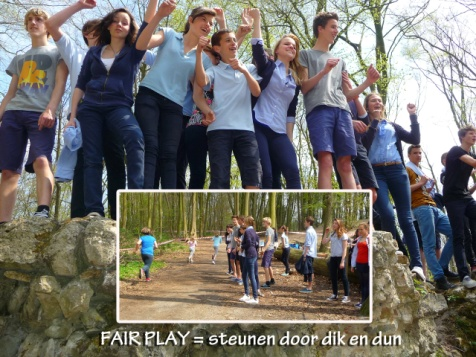 FAIR PLAY = steunen door dik en dun